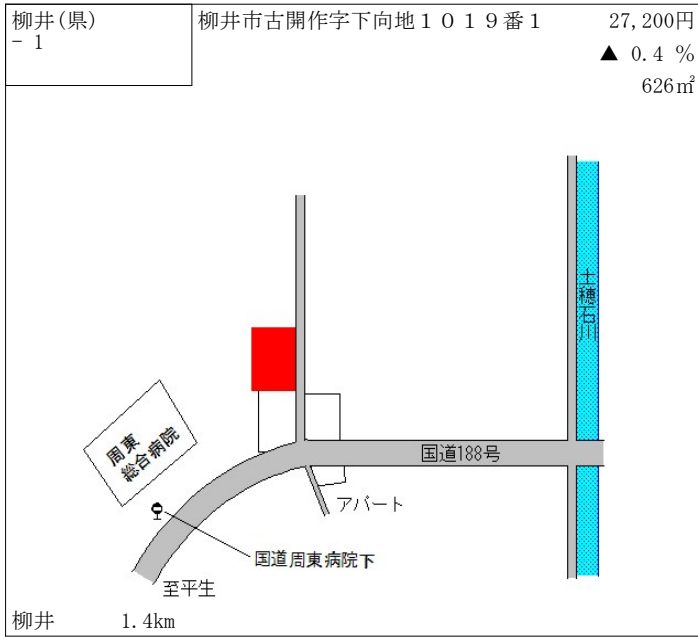 柳井(県)
- 1
柳井市古開作字下向地１０１９番１
27,200円
▲ 0.4 %
626㎡
土穂石川
周東
総合病院
国道188号
アパート
国道周東病院下
至平生
柳井 1.4km